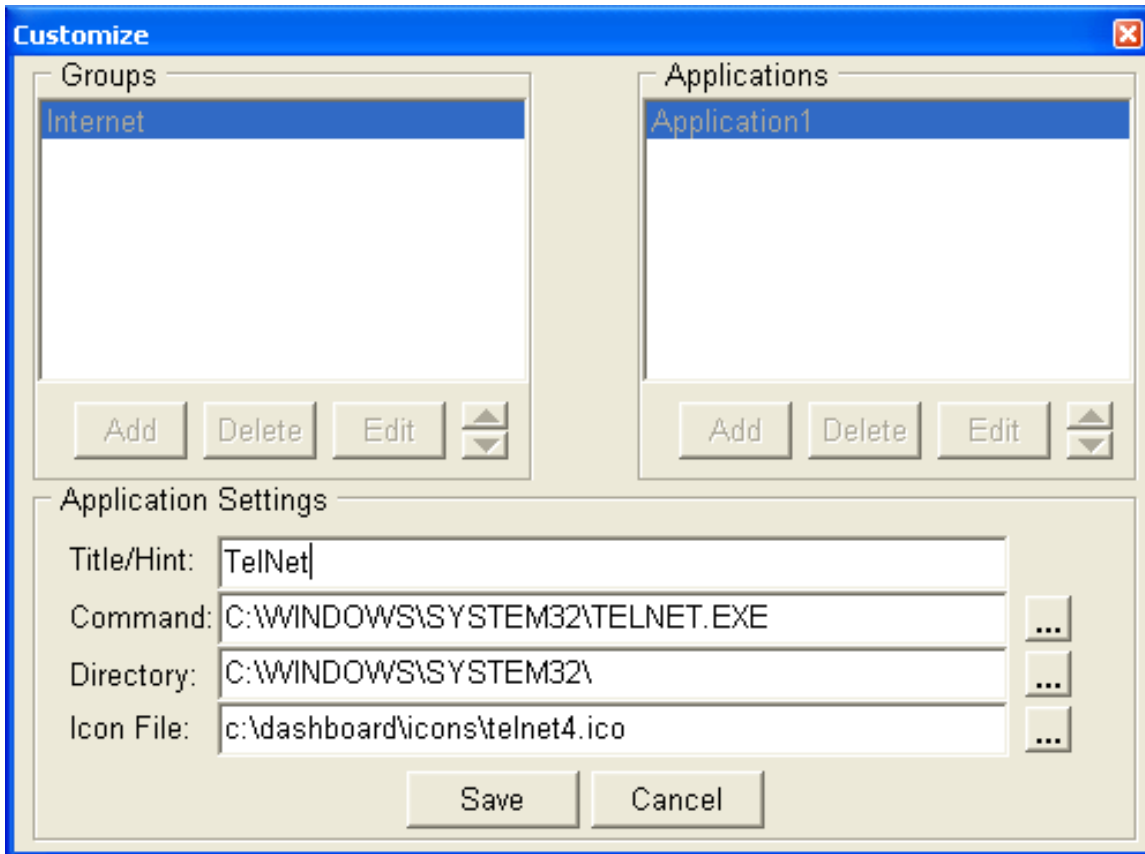 Customize
Groups
Applications
Internet
Application1
Add Delete Edit
Add Delete Edit
Application Settings
Title/Hint: TelNet
Command: C:\WINDOWS\SYSTEM32\TELNET.EXE ...
Directory: C:\WINDOWS\SYSTEM32\ ...
Icon File: c:\dashboard\icons\telnet4.ico ...
Save Cancel